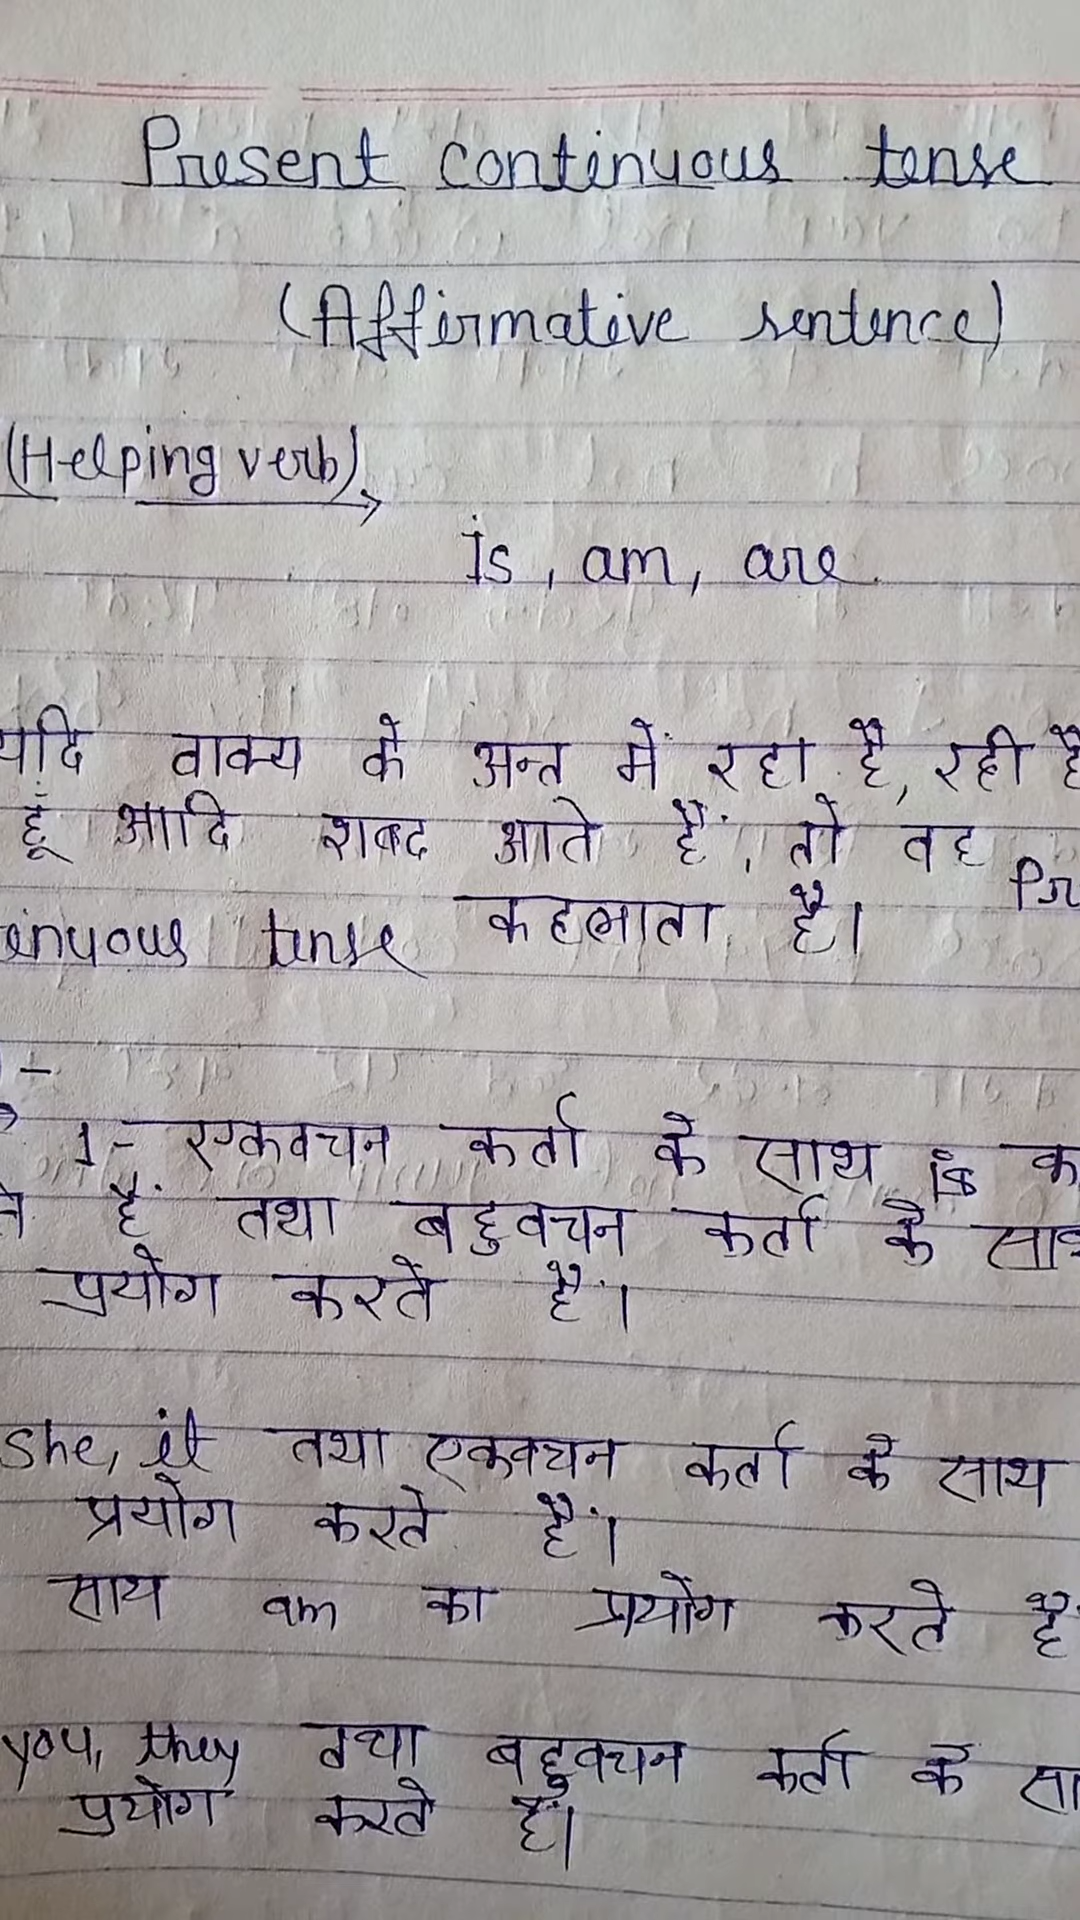 Present continuous tense
(Affirmative sentence)
(Helping verb)
is, am, are
यदि वाक्य के अन्त में रहा है, रही है
हूं आदि शब्द आते हैं, तो वह Pr
enuous tense कहलाता है।
-
1- एकवचन कर्ता के साथ is क
हैं तथा बहुवचन कर्ता के साथ
प्रयोग करते हैं।
she, it तथा एकवचन कर्ता के साथ
प्रयोग करते हैं।
साथ am का प्रयोग करते हैं
you, they तथा बहुवचन कर्ता के सा
प्रयोग करते हैं।